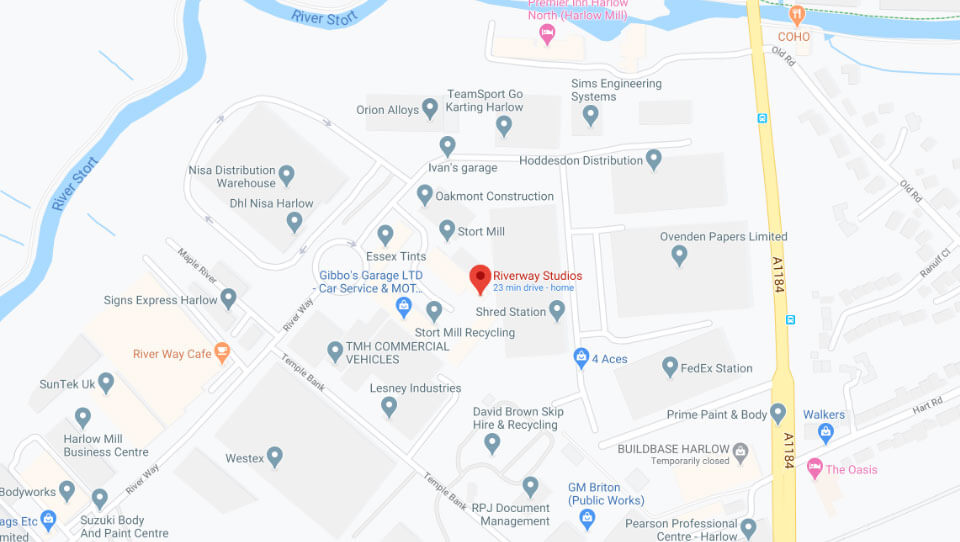 Premier Inn Harlow
North (Harlow Mill)
River Stort
COHO
Old Rd
Sims Engineering
Systems
TeamSport Go
Karting Harlow
Orion Alloys
Ivan's garage
Hoddesdon Distribution
Nisa Distribution
Warehouse
River Stort
Oakmont Construction
Old Rd
Dhl Nisa Harlow
Stort Mill
Ovenden Papers Limited
Essex Tints
Maple River
Ranulf Cl
A1184
Gibbo's Garage LTD
- Car Service & MOT...
Riverway Studios
23 min drive - home
Signs Express Harlow
River Way
Shred Station
Stort Mill Recycling
River Way Cafe
TMH COMMERCIAL
VEHICLES
4 Aces
Temple Bank
FedEx Station
SunTek Uk
Lesney Industries
Hart Rd
David Brown Skip
Hire & Recycling
Prime Paint & Body
Walkers
Harlow Mill
Business Centre
A1184
BUILDBASE HARLOW
Temporarily closed
Westex
The Oasis
River Way
Temple Bank
Bodyworks
GM Briton
(Public Works)
RPJ Document
Management
ags Etc
imited
Suzuki Body
And Paint Centre
Pearson Professional
Centre - Harlow